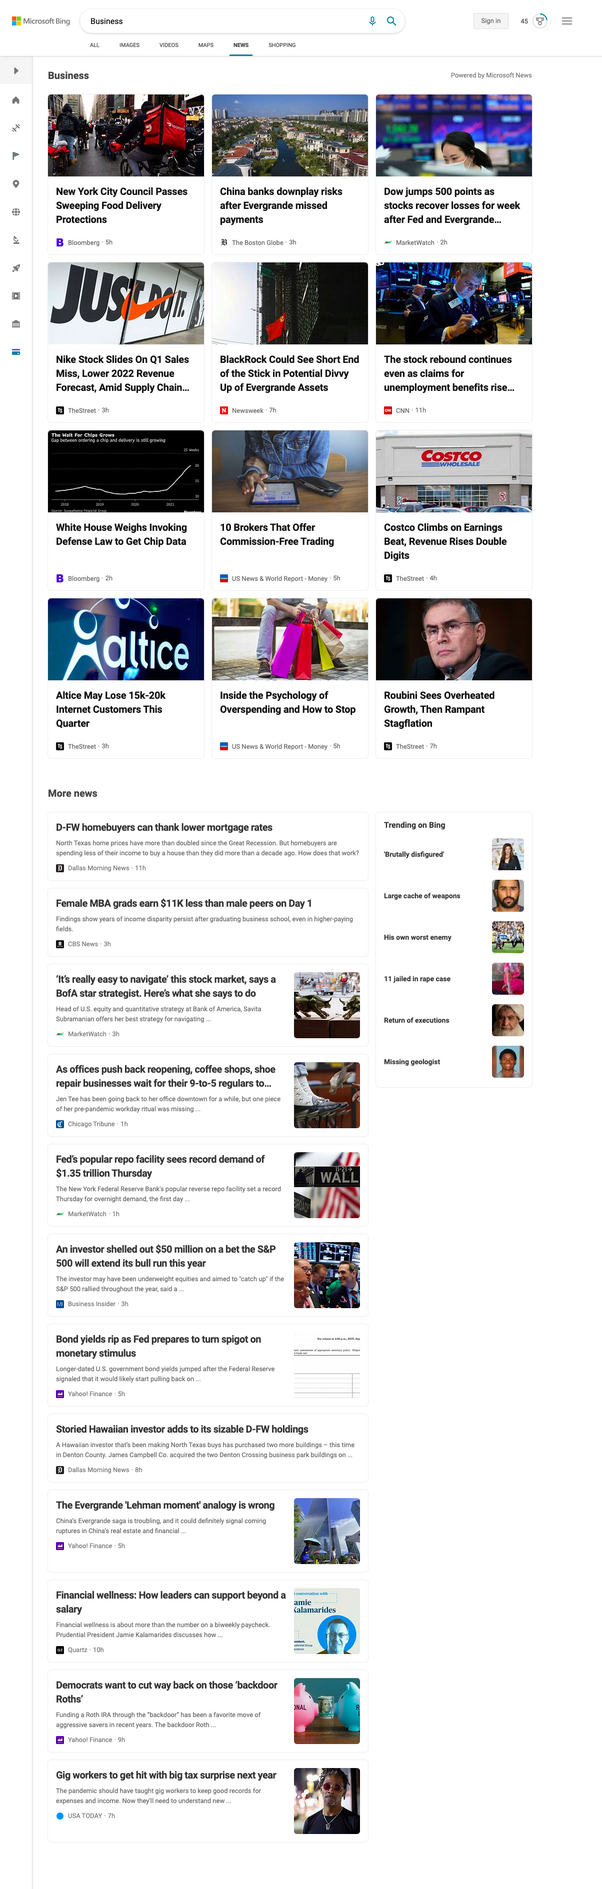 Microsoft Bing
Business
Sign in
45
ALL IMAGES VIDEOS MAPS NEWS SHOPPING
Business
Powered by Microsoft News
New York City Council Passes
Sweeping Food Delivery
Protections
Bloomberg · 5h
China banks downplay risks
after Evergrande missed
payments
The Boston Globe · 3h
Dow jumps 500 points as
stocks recover losses for week
after Fed and Evergrande...
MarketWatch · 2h
JUST DO IT.
Nike Stock Slides On Q1 Sales
Miss, Lower 2022 Revenue
Forecast, Amid Supply Chain...
TheStreet · 3h
BlackRock Could See Short End
of the Stick in Potential Divvy
Up of Evergrande Assets
Newsweek · 7h
The stock rebound continues
even as claims for
unemployment benefits rise...
CNN · 11h
The Wait For Chips Grows
Gap between ordering a chip and delivery is still growing
25 Weeks
20
15
10
2018 2019 2020 2021
White House Weighs Invoking
Defense Law to Get Chip Data
Bloomberg · 2h
10 Brokers That Offer
Commission-Free Trading
US News & World Report - Money · 5h
COSTCO
WHOLESALE
Costco Climbs on Earnings
Beat, Revenue Rises Double
Digits
TheStreet · 4h
altice
Altice May Lose 15k-20k
Internet Customers This
Quarter
TheStreet · 3h
Inside the Psychology of
Overspending and How to Stop
US News & World Report - Money · 5h
Roubini Sees Overheated
Growth, Then Rampant
Stagflation
TheStreet · 7h
More news
D-FW homebuyers can thank lower mortgage rates
North Texas home prices have more than doubled since the Great Recession. But homebuyers are
spending less of their income to buy a house than they did more than a decade ago. How does that work?
Dallas Morning News · 11h
Female MBA grads earn $11K less than male peers on Day 1
Findings show years of income disparity persist after graduating business school, even in higher-paying
fields.
CBS News · 3h
'It's really easy to navigate' this stock market, says a
BofA star strategist. Here's what she says to do
Head of U.S. equity and quantitative strategy at Bank of America, Savita
Subramanian offers her best strategy for navigating ...
MarketWatch · 3h
As offices push back reopening, coffee shops, shoe
repair businesses wait for their 9-to-5 regulars to...
Jen Tee has been going back to her office downtown for a while, but one piece
of her pre-pandemic workday ritual was missing ...
Chicago Tribune · 1h
Fed's popular repo facility sees record demand of
$1.35 trillion Thursday
The New York Federal Reserve Bank's popular reverse repo facility set a record
Thursday for overnight demand, the first day ...
MarketWatch · 1h
WALL
An investor shelled out $50 million on a bet the S&P
500 will extend its bull run this year
The investor may have been underweight equities and aimed to "catch up" if the
S&P 500 rallied throughout the year, said a ...
Business Insider · 3h
Bond yields rip as Fed prepares to turn spigot on
monetary stimulus
Longer-dated U.S. government bond yields jumped after the Federal Reserve
signaled that it would likely start pulling back on ...
Yahoo! Finance · 5h
Storied Hawaiian investor adds to its sizable D-FW holdings
A Hawaiian investor that's been making North Texas buys has purchased two more buildings – this time
in Denton County. James Campbell Co. acquired the two Denton Crossing business park buildings on ...
Dallas Morning News · 8h
The Evergrande 'Lehman moment' analogy is wrong
China's Evergrande saga is troubling, and it could definitely signal coming
ruptures in China's real estate and financial ...
Yahoo! Finance · 5h
Financial wellness: How leaders can support beyond a
salary
Financial wellness is about more than the number on a biweekly paycheck.
Prudential President Jamie Kalamarides discusses how ...
Quartz · 10h
conversation with
amie
Kalamarides
Democrats want to cut way back on those 'backdoor
Roths'
Funding a Roth IRA through the "backdoor" has been a favorite move of
aggressive savers in recent years. The backdoor Roth ...
Yahoo! Finance · 9h
Gig workers to get hit with big tax surprise next year
The pandemic should have taught gig workers to keep good records for
expenses and income. Now they'll need to understand new ...
USA TODAY · 7h
Trending on Bing
'Brutally disfigured'
Large cache of weapons
His own worst enemy
11 jailed in rape case
Return of executions
Missing geologist